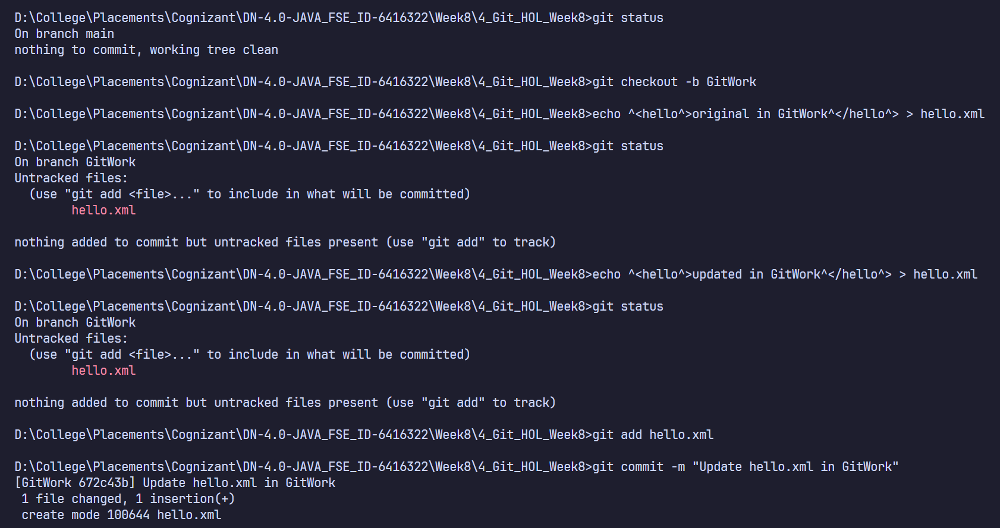 D:\College\Placements\Cognizant\DN-4.0-JAVA_FSE_ID-6416322\Week8\4_Git_HOL_Week8>git status
On branch main
nothing to commit, working tree clean
D:\College\Placements\Cognizant\DN-4.0-JAVA_FSE_ID-6416322\Week8\4_Git_HOL_Week8>git checkout -b GitWork
D:\College\Placements\Cognizant\DN-4.0-JAVA_FSE_ID-6416322\Week8\4_Git_HOL_Week8>echo ^<hello^>original in GitWork^</hello^> > hello.xml
D:\College\Placements\Cognizant\DN-4.0-JAVA_FSE_ID-6416322\Week8\4_Git_HOL_Week8>git status
On branch GitWork
Untracked files:
  (use "git add <file>..." to include in what will be committed)
        hello.xml
nothing added to commit but untracked files present (use "git add" to track)
D:\College\Placements\Cognizant\DN-4.0-JAVA_FSE_ID-6416322\Week8\4_Git_HOL_Week8>echo ^<hello^>updated in GitWork^</hello^> > hello.xml
D:\College\Placements\Cognizant\DN-4.0-JAVA_FSE_ID-6416322\Week8\4_Git_HOL_Week8>git status
On branch GitWork
Untracked files:
  (use "git add <file>..." to include in what will be committed)
        hello.xml
nothing added to commit but untracked files present (use "git add" to track)
D:\College\Placements\Cognizant\DN-4.0-JAVA_FSE_ID-6416322\Week8\4_Git_HOL_Week8>git add hello.xml
D:\College\Placements\Cognizant\DN-4.0-JAVA_FSE_ID-6416322\Week8\4_Git_HOL_Week8>git commit -m "Update hello.xml in GitWork"
[GitWork 672c43b] Update hello.xml in GitWork
 1 file changed, 1 insertion(+)
 create mode 100644 hello.xml